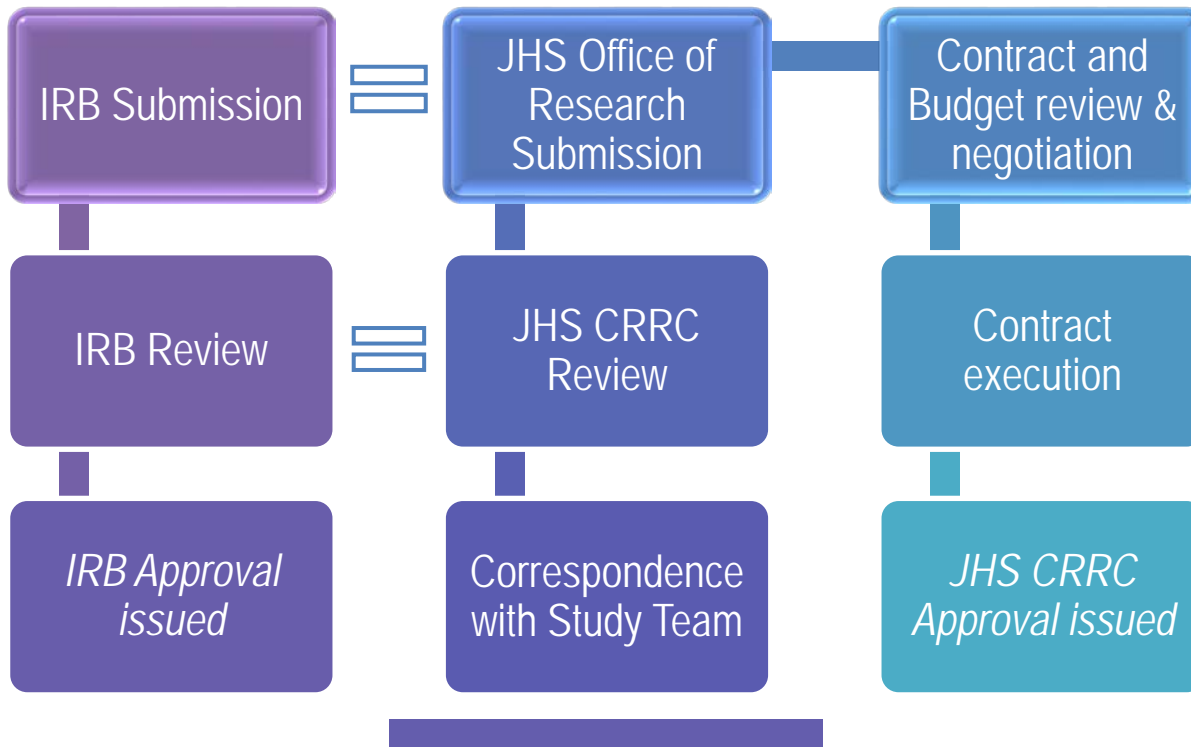 IRB Submission
JHS Office of
Research
Submission
Contract and
Budget review &
negotiation
IRB Review
JHS CRRC
Review
Contract
execution
IRB Approval
issued
Correspondence
with Study Team
JHS CRRC
Approval issued